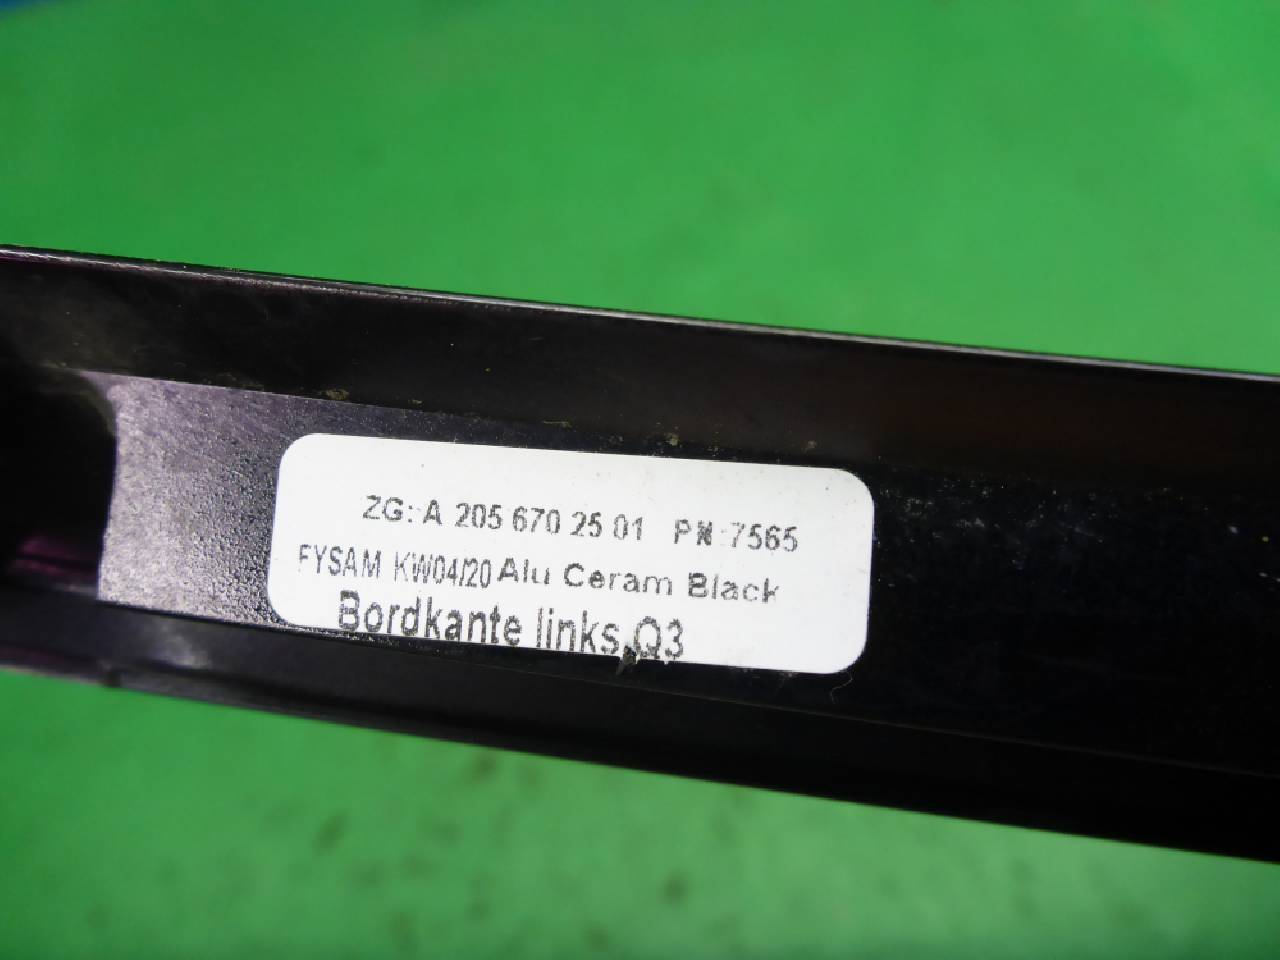 ZG: A 205 670 25 01 PN:7565
FYSAM KW04/20 Alu Ceram Black
Bordkante links,Q3